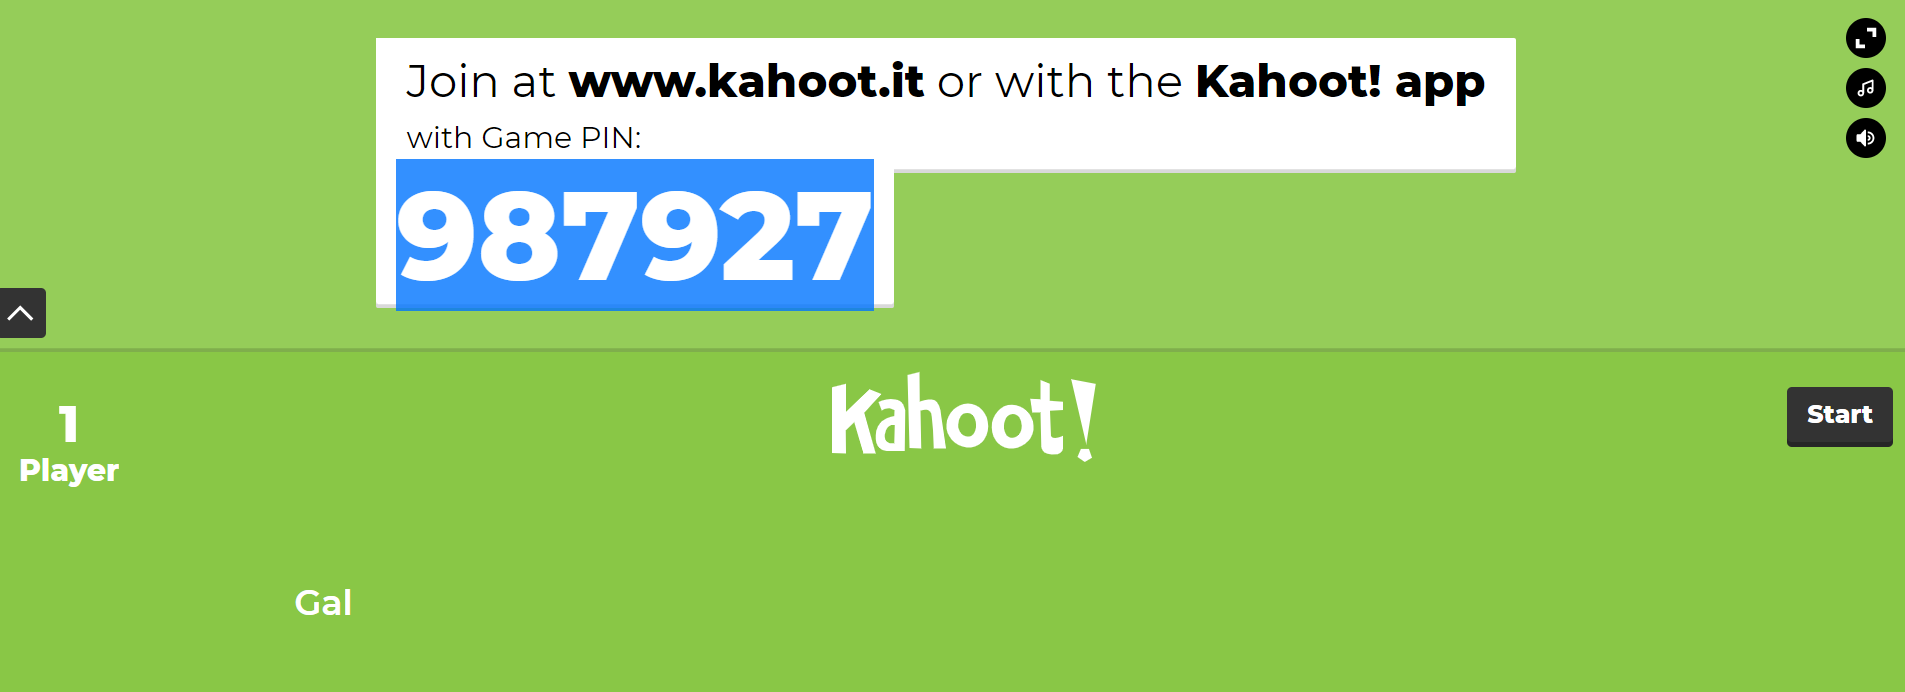 Join at www.kahoot.it or with the Kahoot! app
with Game PIN:
987927
Kahoot!
1
Player
Start
Gal